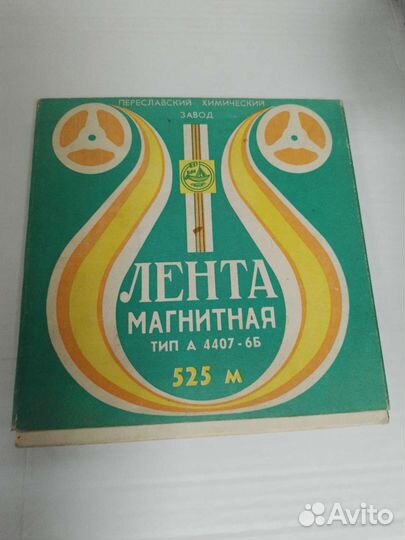 ПЕРЕСЛАВСКИЙ ХИМИЧЕСКИЙ
ЗАВОД
ЛЕНТА
МАГНИТНАЯ
ТИП А 4407-6Б
525 м
Avito